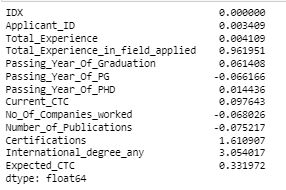 IDX 0.000000
Applicant_ID 0.003409
Total_Experience 0.004109
Total_Experience_in_field_applied 0.961951
Passing_Year_Of_Graduation 0.061408
Passing_Year_Of_PG -0.066166
Passing_Year_Of_PHD 0.014436
Current_CTC 0.097643
No_Of_Companies_worked -0.068026
Number_of_Publications -0.075217
Certifications 1.610907
International_degree_any 3.054017
Expected_CTC 0.331972
dtype: float64